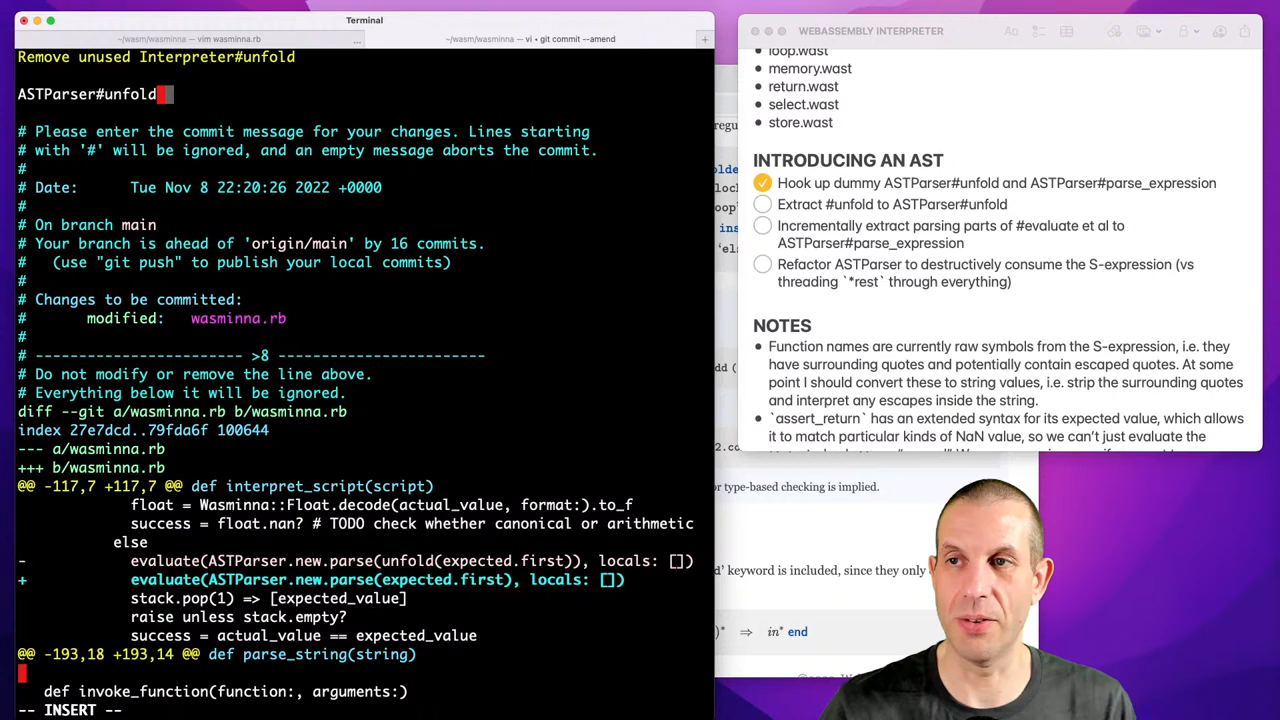 Terminal
~/wasm/wasminna — vim wasminna.rb
...
~/wasm/wasminna — vi • git commit --amend
+
Remove unused Interpreter#unfold
ASTParser#unfold
# Please enter the commit message for your changes. Lines starting
# with '#' will be ignored, and an empty message aborts the commit.
#
# Date:      Tue Nov 8 22:20:26 2022 +0000
#
# On branch main
# Your branch is ahead of 'origin/main' by 16 commits.
#   (use "git push" to publish your local commits)
#
# Changes to be committed:
#       modified:   wasminna.rb
#
# ------------------------ >8 ------------------------
# Do not modify or remove the line above.
# Everything below it will be ignored.
diff --git a/wasminna.rb b/wasminna.rb
index 27e7dcd..79fda6f 100644
--- a/wasminna.rb
+++ b/wasminna.rb
@@ -117,7 +117,7 @@ def interpret_script(script)
float = Wasminna::Float.decode(actual_value, format:).to_f
success = float.nan? # TODO check whether canonical or arithmetic
else
-            evaluate(ASTParser.new.parse(unfold(expected.first)), locals: [])
+            evaluate(ASTParser.new.parse(expected.first), locals: [])
stack.pop(1) => [expected_value]
raise unless stack.empty?
success = actual_value == expected_value
@@ -193,18 +193,14 @@ def parse_string(string)
def invoke_function(function:, arguments:)
-- INSERT --
WEBASSEMBLY INTERPRETER
Aa
loop.wast
• memory.wast
• return.wast
• select.wast
• store.wast
INTRODUCING AN AST
Hook up dummy ASTParser#unfold and ASTParser#parse_expression
Extract #unfold to ASTParser#unfold
Incrementally extract parsing parts of #evaluate et al to
ASTParser#parse_expression
Refactor ASTParser to destructively consume the S-expression (vs
threading `*rest` through everything)
NOTES
• Function names are currently raw symbols from the S-expression, i.e. they
have surrounding quotes and potentially contain escaped quotes. At some
point I should convert these to string values, i.e. strip the surrounding quotes
and interpret any escapes inside the string.
• `assert_return` has an extended syntax for its expected value, which allows
it to match particular kinds of NaN value, so we can't just evaluate the
or type-based checking is implied.
d' keyword is included, since they only
)* ⇒ in* end